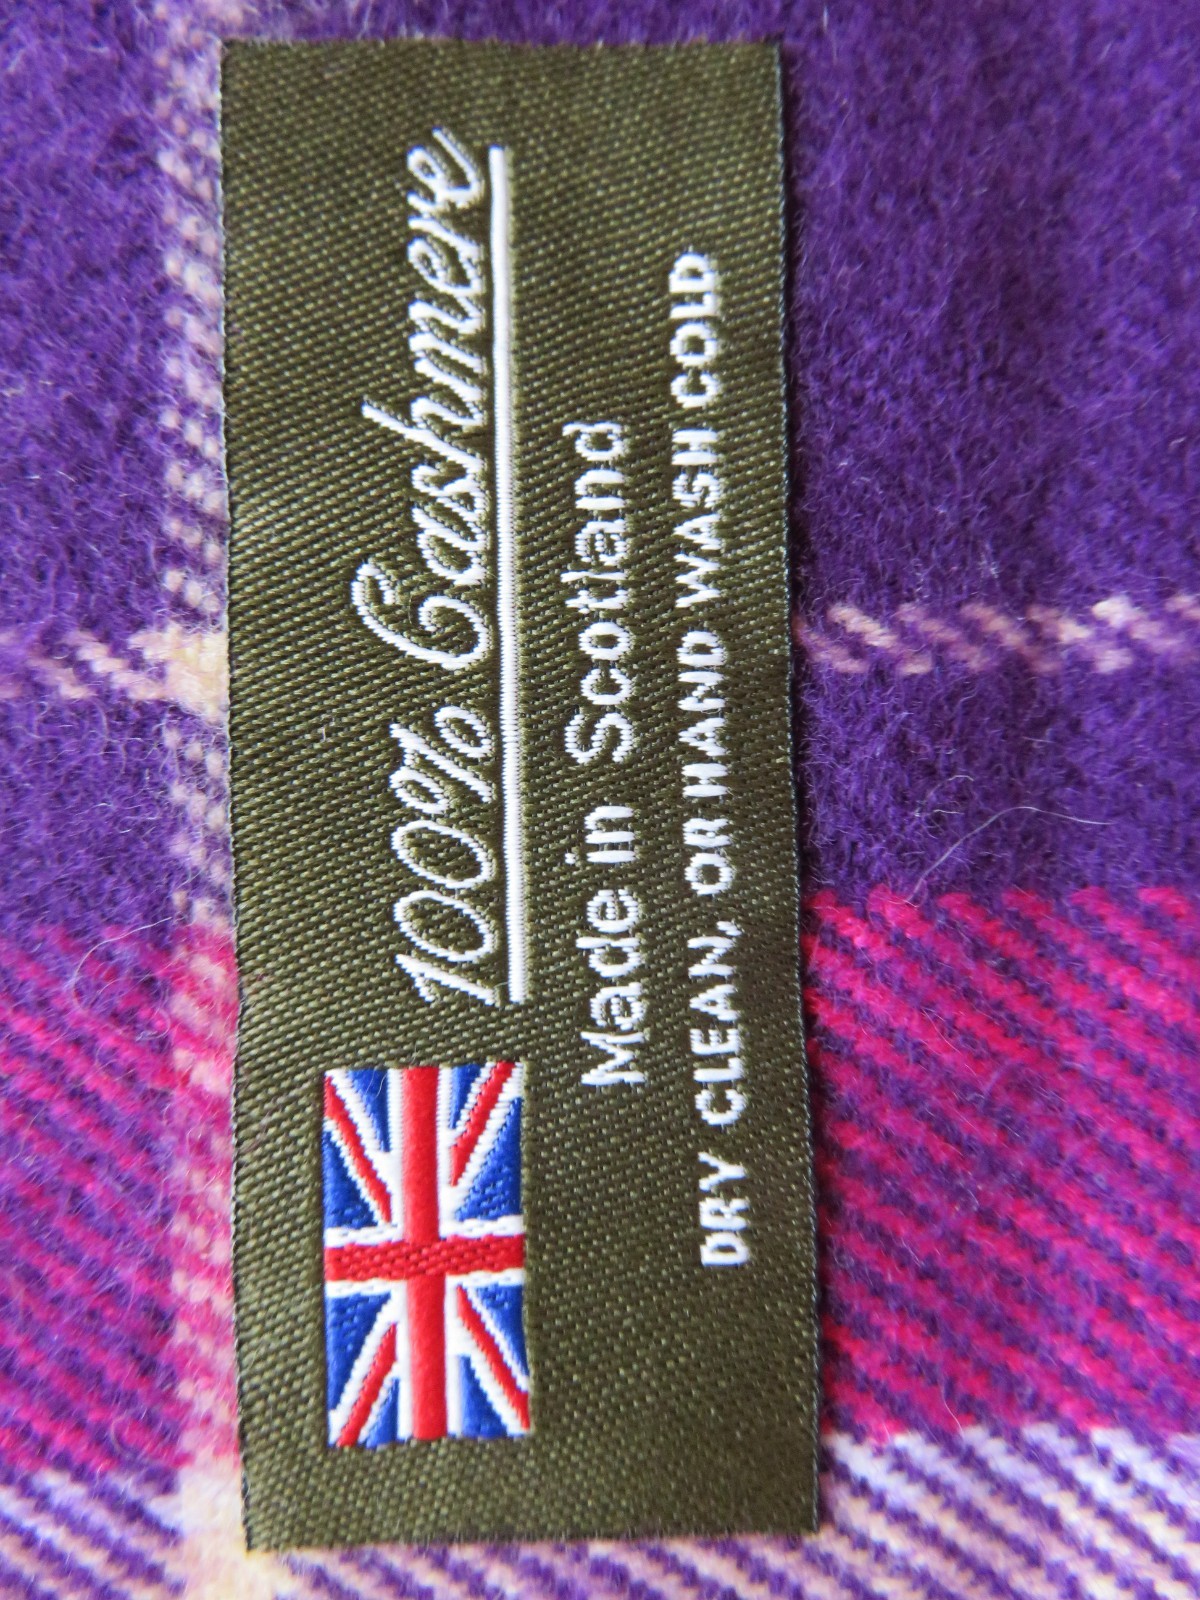 100% Cashmere
Made in Scotland
DRY CLEAN, OR HAND WASH COLD